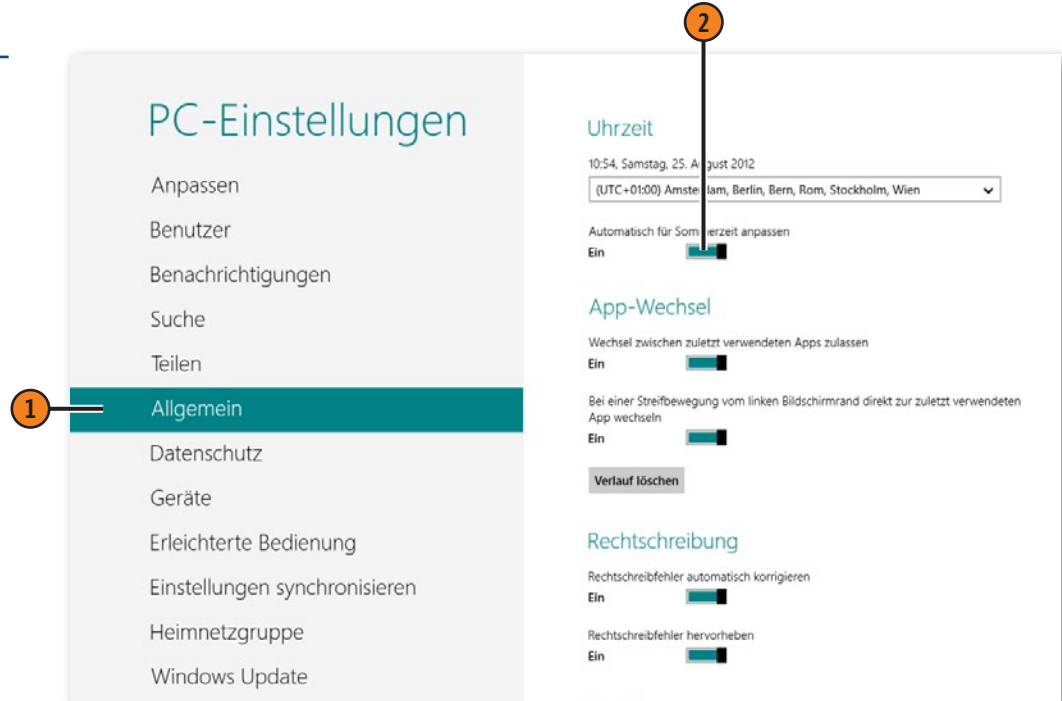 2
PC-Einstellungen
Anpassen
Benutzer
Benachrichtigungen
Suche
Teilen
1
Allgemein
Datenschutz
Geräte
Erleichterte Bedienung
Einstellungen synchronisieren
Heimnetzgruppe
Windows Update
Uhrzeit
10:54, Samstag, 25. August 2012
(UTC+01:00) Amsterdam, Berlin, Bern, Rom, Stockholm, Wien
Automatisch für Sommerzeit anpassen
Ein
App-Wechsel
Wechsel zwischen zuletzt verwendeten Apps zulassen
Ein
Bei einer Streifbewegung vom linken Bildschirmrand direkt zur zuletzt verwendeten
App wechseln
Ein
Verlauf löschen
Rechtschreibung
Rechtschreibfehler automatisch korrigieren
Ein
Rechtschreibfehler hervorheben
Ein